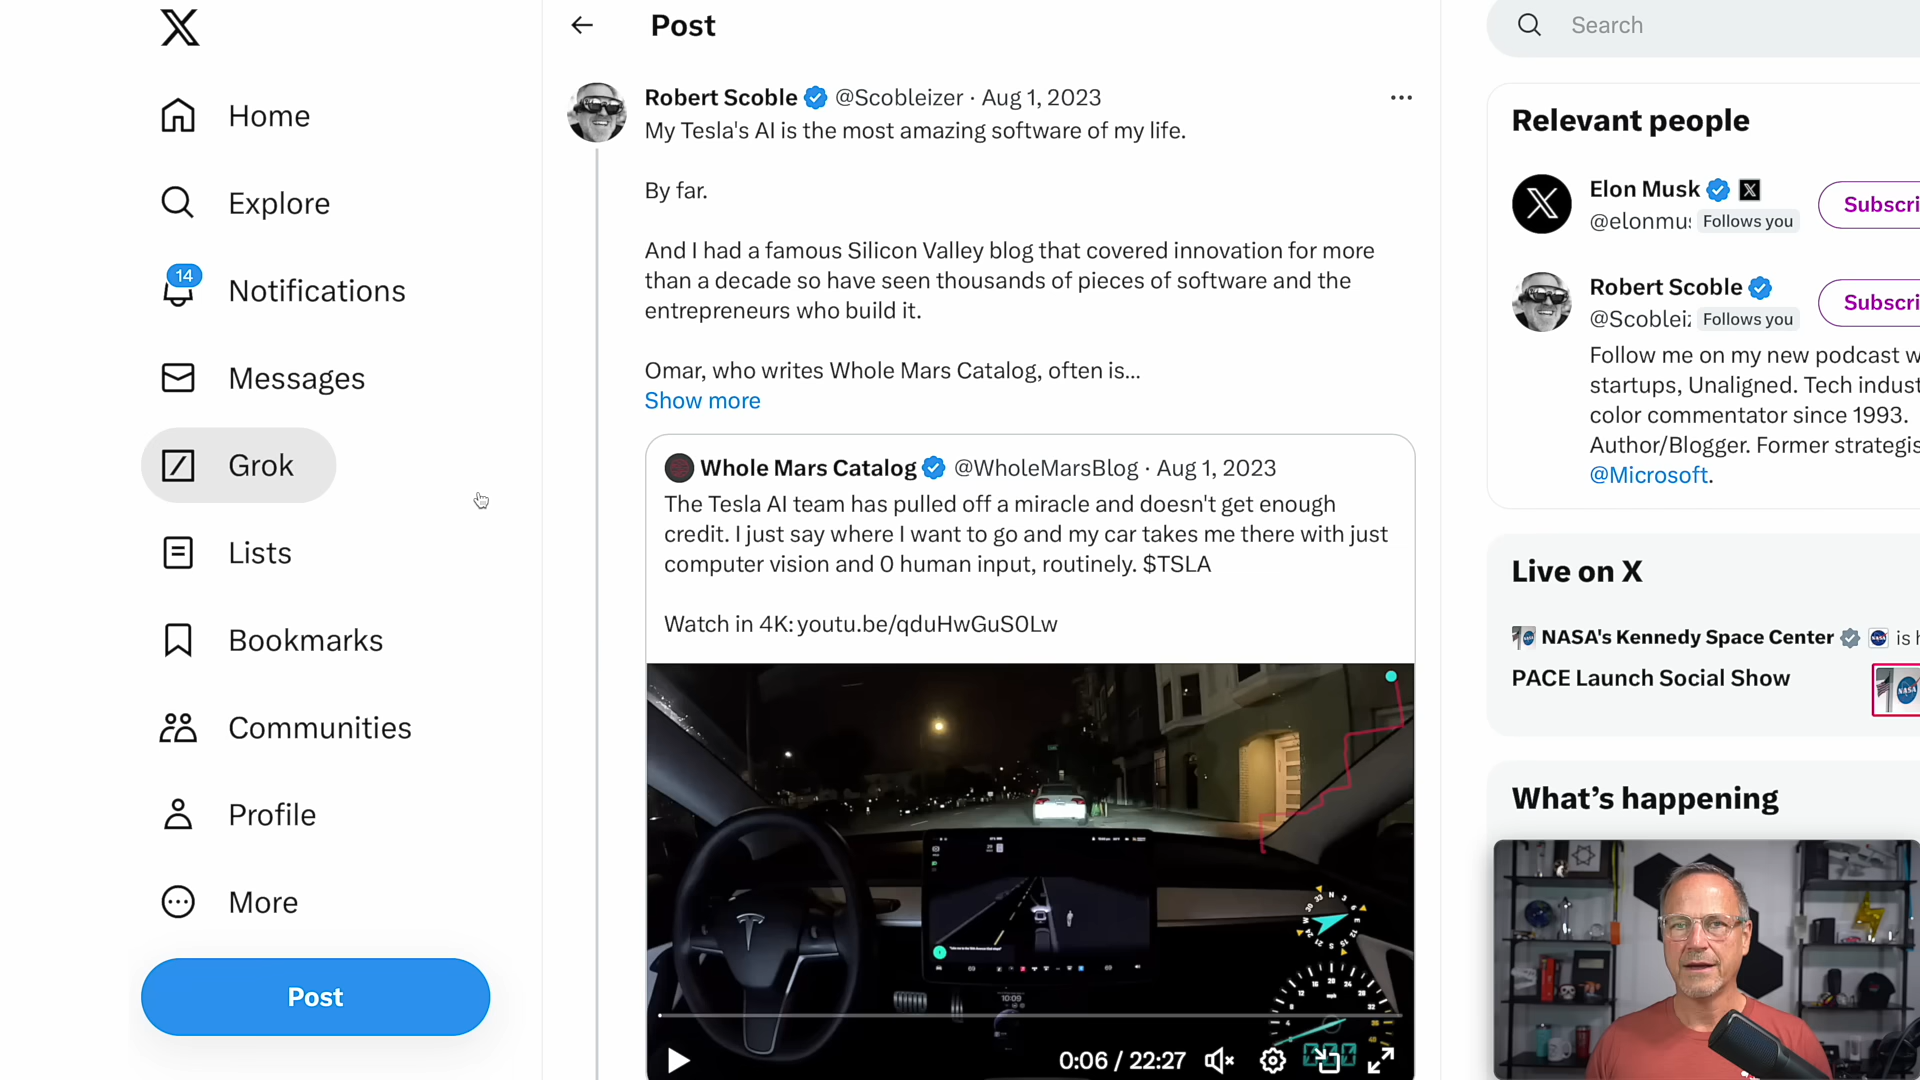 Home
Explore
14
Notifications
Messages
Grok
Lists
Bookmarks
Communities
Profile
More
Post
Post
Robert Scoble @Scobleizer · Aug 1, 2023
My Tesla's AI is the most amazing software of my life.
By far.
And I had a famous Silicon Valley blog that covered innovation for more
than a decade so have seen thousands of pieces of software and the
entrepreneurs who build it.
Omar, who writes Whole Mars Catalog, often is...
Show more
Whole Mars Catalog @WholeMarsBlog · Aug 1, 2023
The Tesla AI team has pulled off a miracle and doesn't get enough
credit. I just say where I want to go and my car takes me there with just
computer vision and 0 human input, routinely. $TSLA
Watch in 4K: youtu.be/qduHwGuS0Lw
10:09
0:06 / 22:27
Search
Relevant people
Elon Musk
@elonmus
Follows you
Subscri
Robert Scoble
@Scobleiz
Follows you
Subscri
Follow me on my new podcast w
startups, Unaligned. Tech indust
color commentator since 1993.
Author/Blogger. Former strategis
@Microsoft.
Live on X
NASA's Kennedy Space Center is h
PACE Launch Social Show
NASA
What's happening